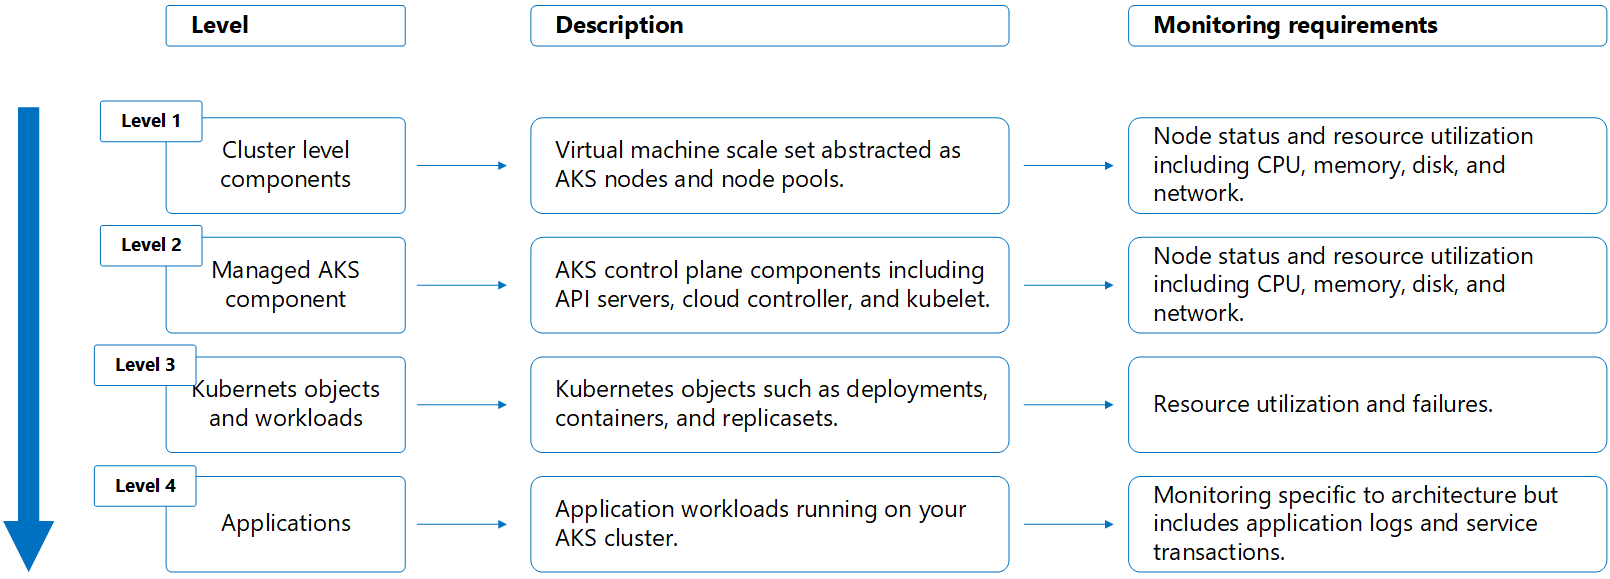 Level
Description
Monitoring requirements
Level 1
Cluster level
components
Virtual machine scale set abstracted as
AKS nodes and node pools.
Node status and resource utilization
including CPU, memory, disk, and
network.
Level 2
Managed AKS
component
AKS control plane components including
API servers, cloud controller, and kubelet.
Node status and resource utilization
including CPU, memory, disk, and
network.
Level 3
Kubernets objects
and workloads
Kubernetes objects such as deployments,
containers, and replicasets.
Resource utilization and failures.
Level 4
Applications
Application workloads running on your
AKS cluster.
Monitoring specific to architecture but
includes application logs and service
transactions.